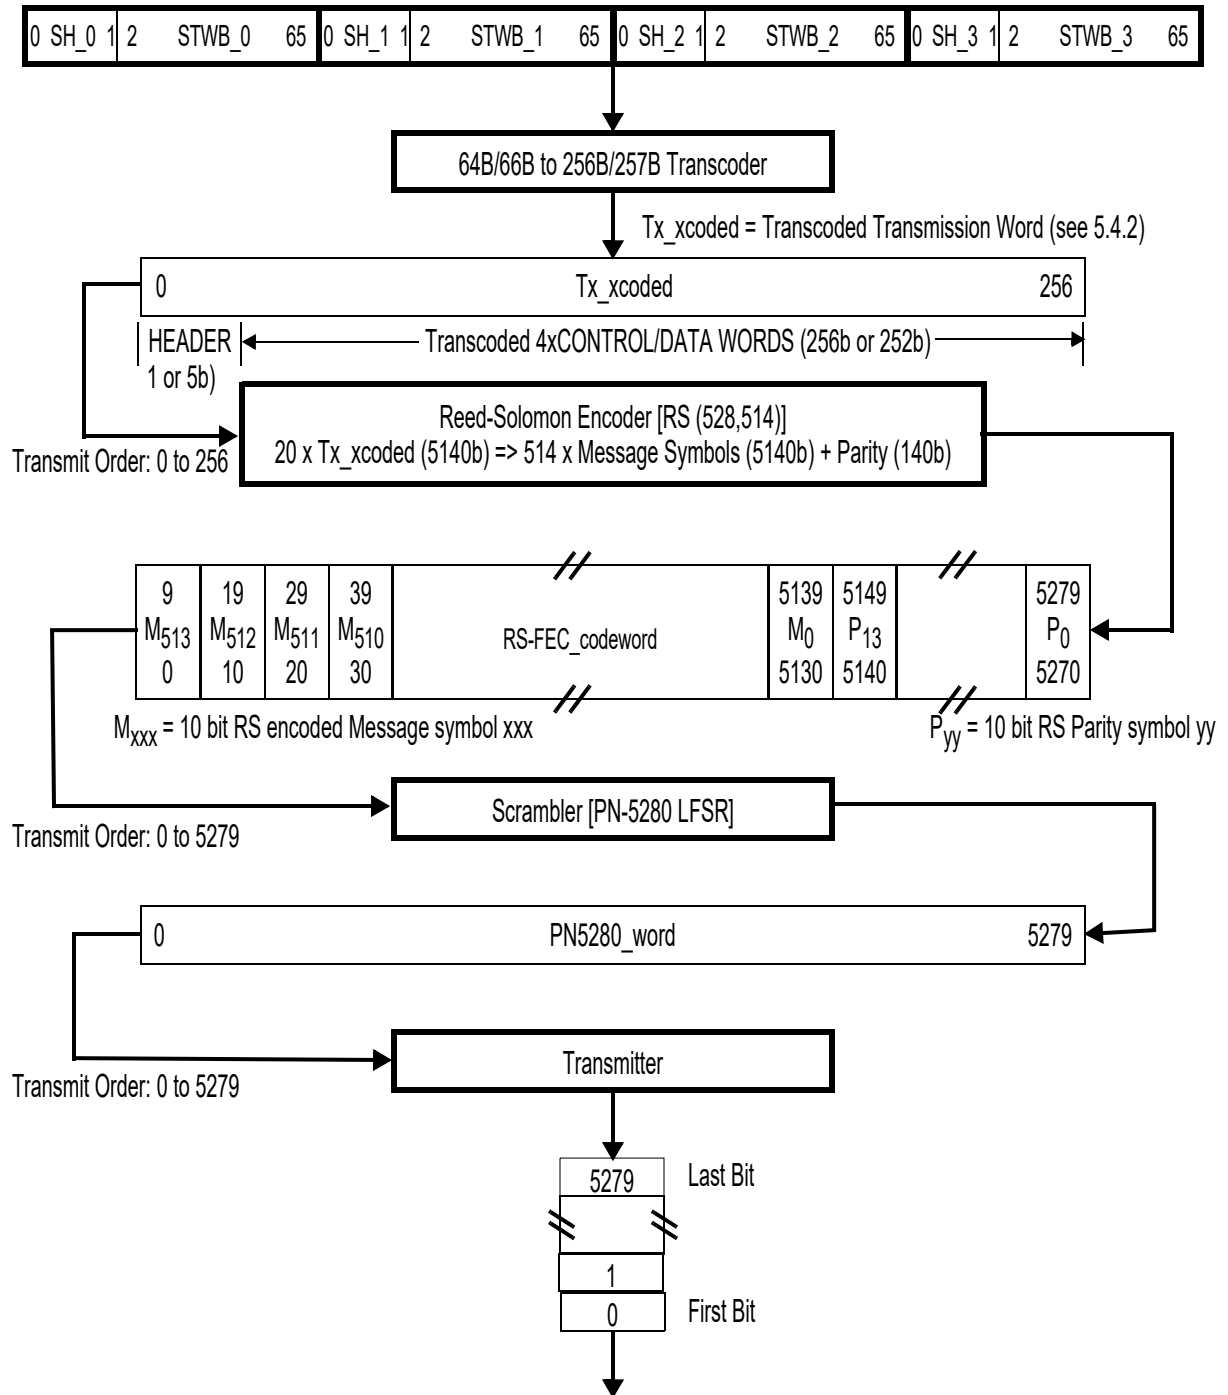 0 SH_0 1 2 STWB_0 65 0 SH_1 1 2 STWB_1 65 0 SH_2 1 2 STWB_2 65 0 SH_3 1 2 STWB_3 65
64B/66B to 256B/257B Transcoder
Tx_xcoded = Transcoded Transmission Word (see 5.4.2)
0 Tx_xcoded 256
HEADER Transcoded 4xCONTROL/DATA WORDS (256b or 252b)
1 or 5b)
Reed-Solomon Encoder [RS (528,514)]
20 x Tx_xcoded (5140b) => 514 x Message Symbols (5140b) + Parity (140b)
Transmit Order: 0 to 256
9 19 29 39 5139 5149 5279
M513 M512 M511 M510 RS-FEC_codeword M0 P13 P0
0 10 20 30 5130 5140 5270
Mxxx = 10 bit RS encoded Message symbol xxx Pyy = 10 bit RS Parity symbol yy
Scrambler [PN-5280 LFSR]
Transmit Order: 0 to 5279
0 PN5280_word 5279
Transmitter
Transmit Order: 0 to 5279
5279 Last Bit
1
0 First Bit